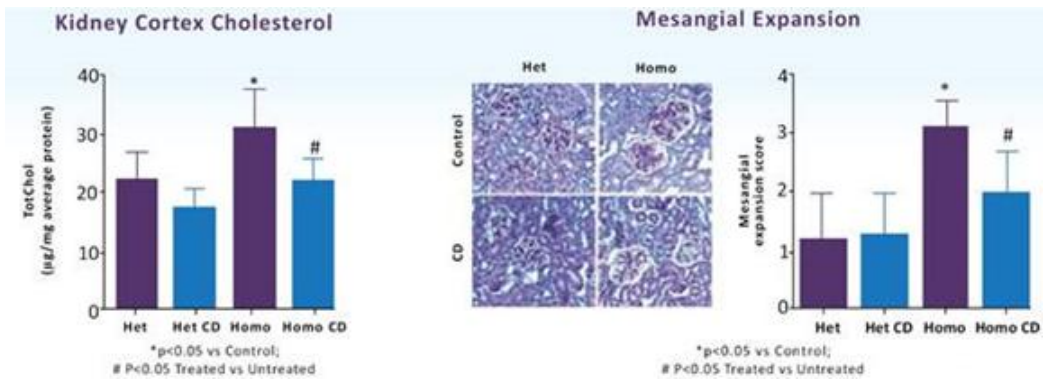 Kidney Cortex Cholesterol
TotChol
(µg/mg average protein)
40
30
20
10
0
*
#
Het Het CD Homo Homo CD
*p<0.05 vs Control;
# P<0.05 Treated vs Untreated
Mesangial Expansion
Het Homo
Control
CD
Mesangial
expansion score
4
3
2
1
0
*
#
Het Het CD Homo Homo CD
*p<0.05 vs Control;
# P<0.05 Treated vs Untreated